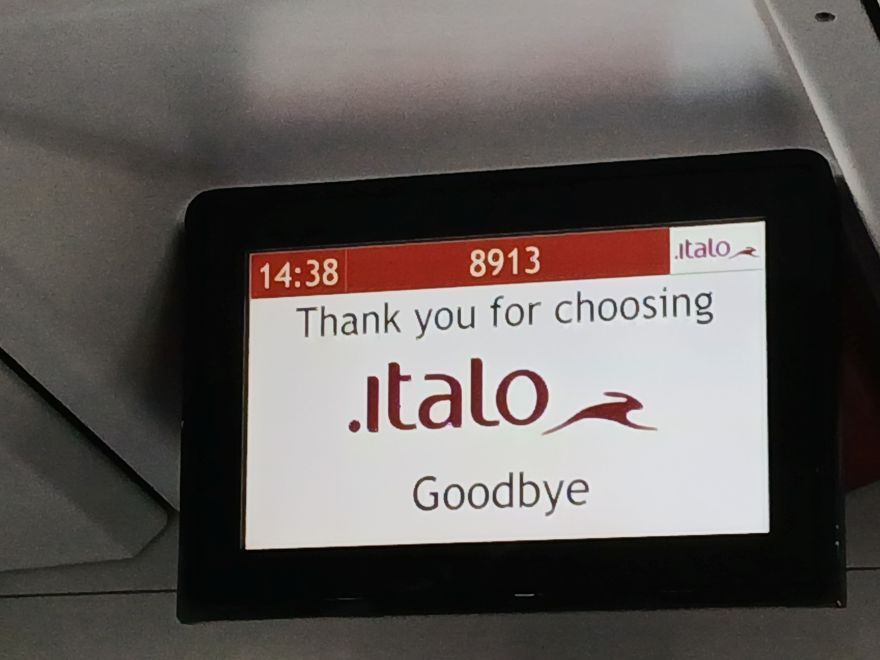 14:38 8913 .italo
Thank you for choosing
.italo
Goodbye